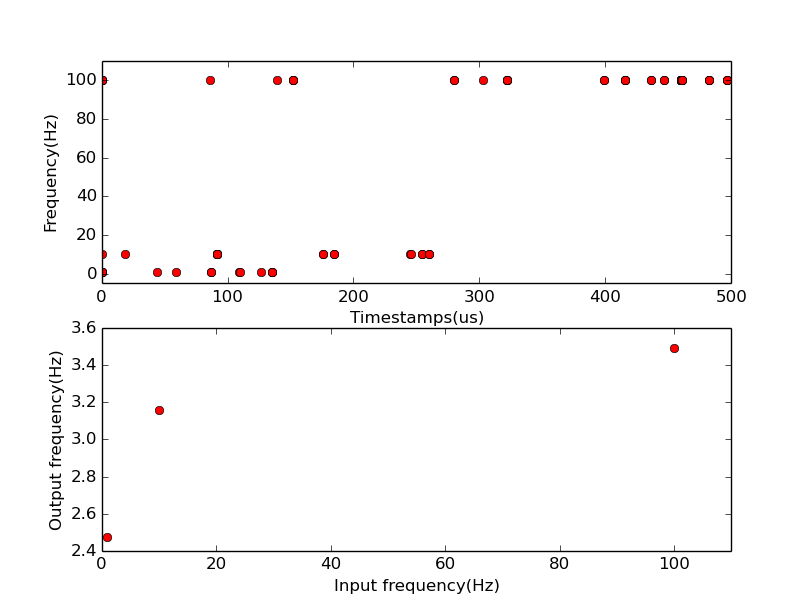 100
80
60
40
20
0
Frequency(Hz)
0 100 200 300 400 500
Timestamps(us)
3.6
3.4
3.2
3.0
2.8
2.6
2.4
Output frequency(Hz)
0 20 40 60 80 100
Input frequency(Hz)